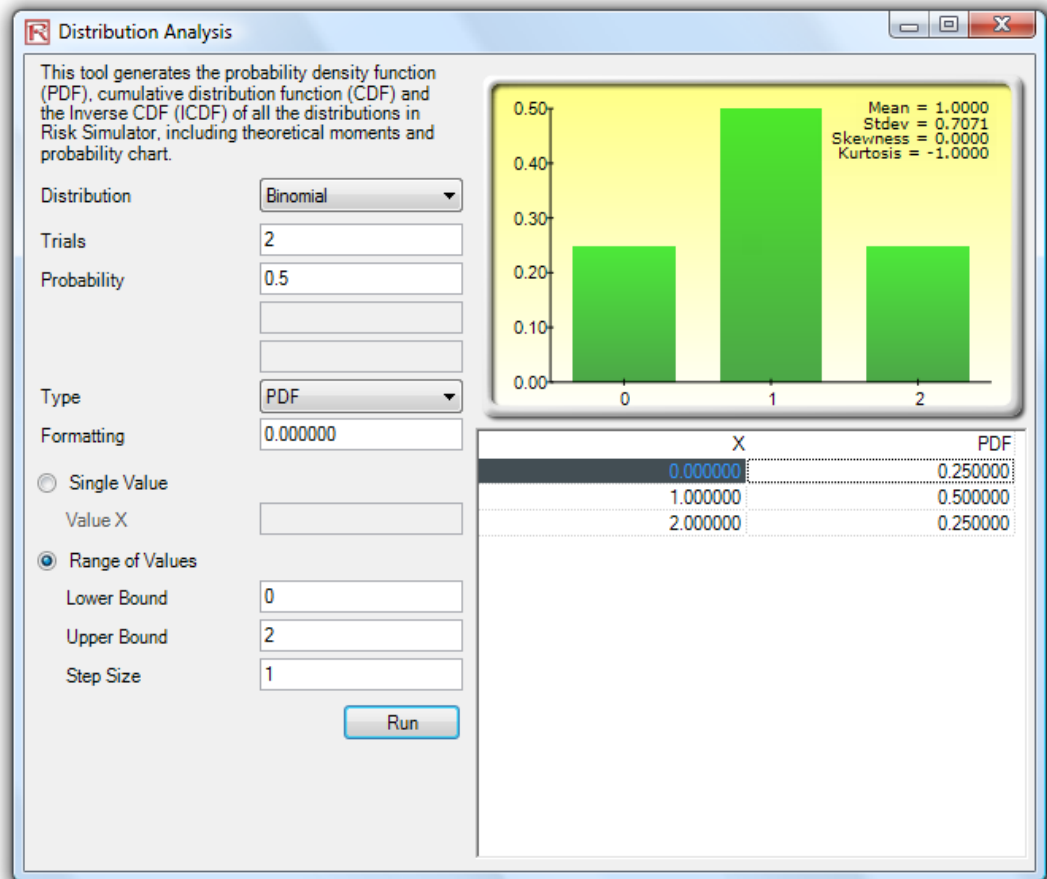 Distribution Analysis
This tool generates the probability density function
(PDF), cumulative distribution function (CDF) and
the Inverse CDF (ICDF) of all the distributions in
Risk Simulator, including theoretical moments and
probability chart.
Distribution Binomial
Trials 2
Probability 0.5
Type PDF
Formatting 0.000000
Single Value
Value X
Range of Values
Lower Bound 0
Upper Bound 2
Step Size 1
Run
Mean = 1.0000
Stdev = 0.7071
Skewness = 0.0000
Kurtosis = -1.0000
0.50
0.40
0.30
0.20
0.10
0.00
0 1 2
X PDF
0.000000 0.250000
1.000000 0.500000
2.000000 0.250000